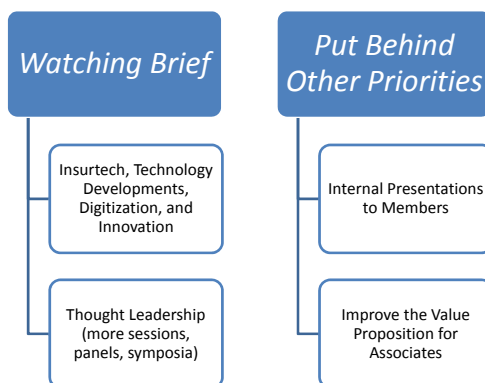 Watching Brief
Insurtech, Technology
Developments,
Digitization, and
Innovation
Thought Leadership
(more sessions,
panels, symposia)
Put Behind
Other Priorities
Internal Presentations
to Members
Improve the Value
Proposition for
Associates